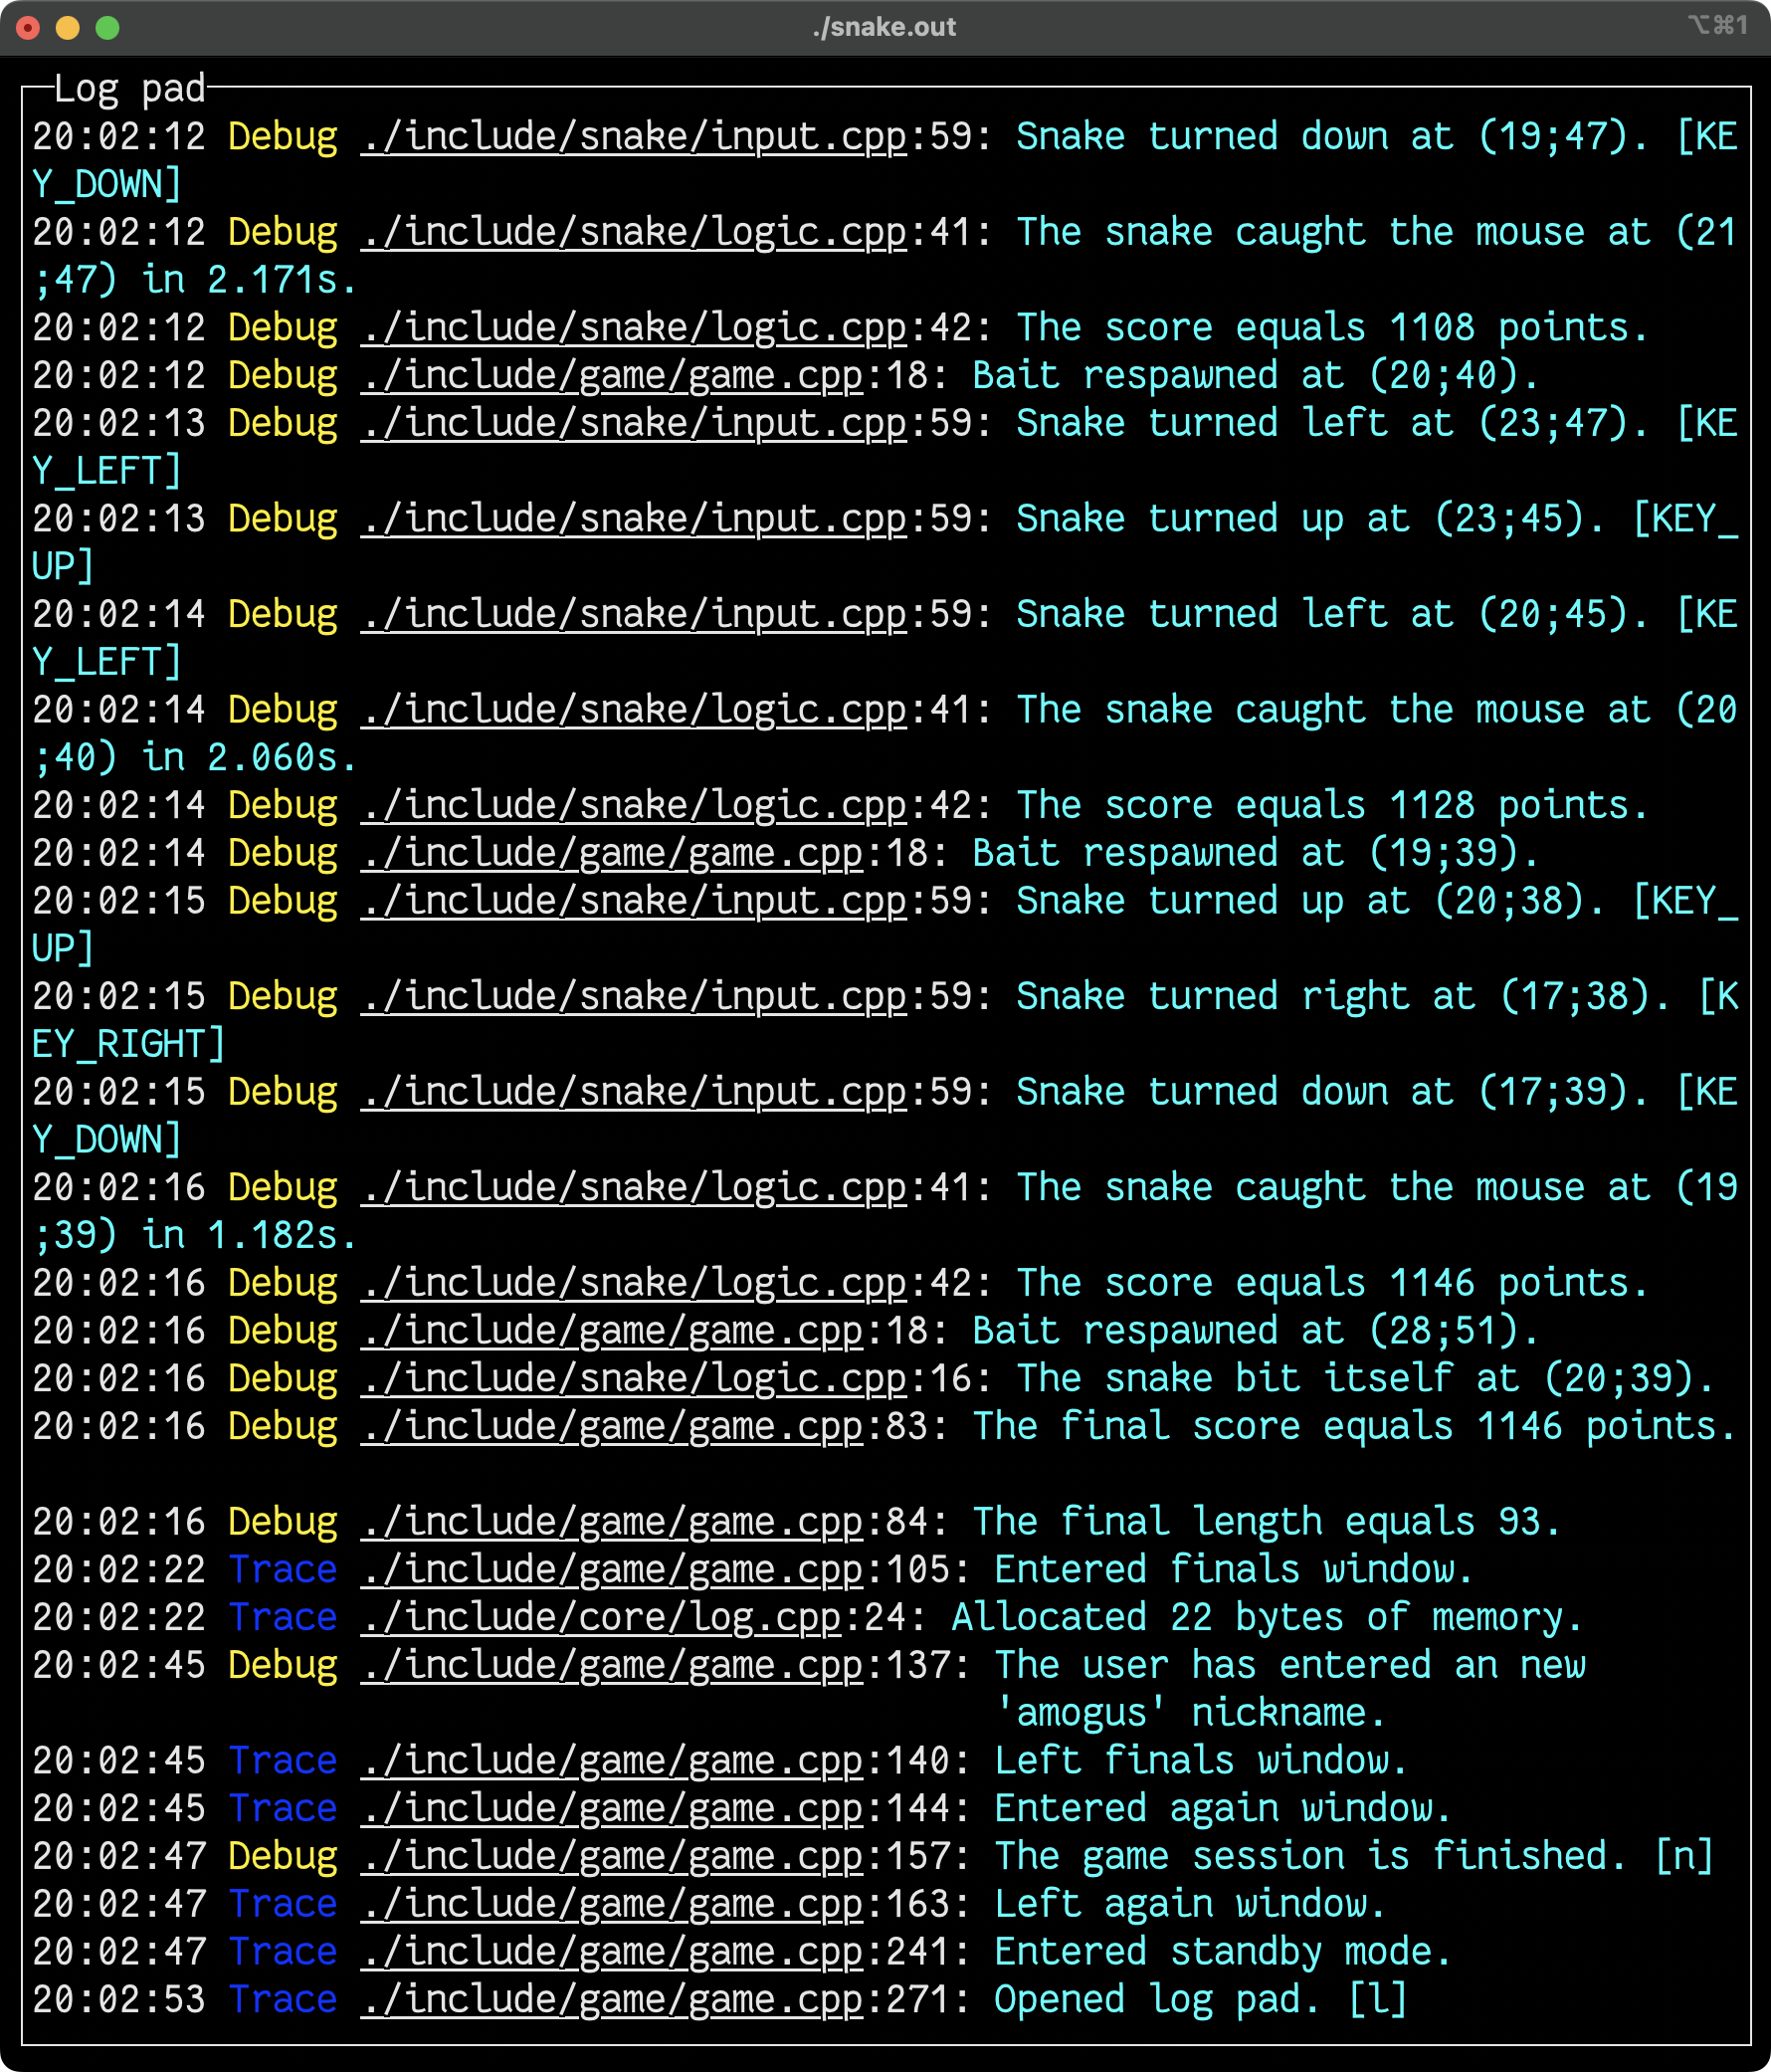 ./snake.out
⌥⌘1
Log pad
20:02:12 Debug ./include/snake/input.cpp:59: Snake turned down at (19;47). [KE
Y_DOWN]
20:02:12 Debug ./include/snake/logic.cpp:41: The snake caught the mouse at (21
;47) in 2.171s.
20:02:12 Debug ./include/snake/logic.cpp:42: The score equals 1108 points.
20:02:12 Debug ./include/game/game.cpp:18: Bait respawned at (20;40).
20:02:13 Debug ./include/snake/input.cpp:59: Snake turned left at (23;47). [KE
Y_LEFT]
20:02:13 Debug ./include/snake/input.cpp:59: Snake turned up at (23;45). [KEY_
UP]
20:02:14 Debug ./include/snake/input.cpp:59: Snake turned left at (20;45). [KE
Y_LEFT]
20:02:14 Debug ./include/snake/logic.cpp:41: The snake caught the mouse at (20
;40) in 2.060s.
20:02:14 Debug ./include/snake/logic.cpp:42: The score equals 1128 points.
20:02:14 Debug ./include/game/game.cpp:18: Bait respawned at (19;39).
20:02:15 Debug ./include/snake/input.cpp:59: Snake turned up at (20;38). [KEY_
UP]
20:02:15 Debug ./include/snake/input.cpp:59: Snake turned right at (17;38). [K
EY_RIGHT]
20:02:15 Debug ./include/snake/input.cpp:59: Snake turned down at (17;39). [KE
Y_DOWN]
20:02:16 Debug ./include/snake/logic.cpp:41: The snake caught the mouse at (19
;39) in 1.182s.
20:02:16 Debug ./include/snake/logic.cpp:42: The score equals 1146 points.
20:02:16 Debug ./include/game/game.cpp:18: Bait respawned at (28;51).
20:02:16 Debug ./include/snake/logic.cpp:16: The snake bit itself at (20;39).
20:02:16 Debug ./include/game/game.cpp:83: The final score equals 1146 points.
20:02:16 Debug ./include/game/game.cpp:84: The final length equals 93.
20:02:22 Trace ./include/game/game.cpp:105: Entered finals window.
20:02:22 Trace ./include/core/log.cpp:24: Allocated 22 bytes of memory.
20:02:45 Debug ./include/game/game.cpp:137: The user has entered an new
'amogus' nickname.
20:02:45 Trace ./include/game/game.cpp:140: Left finals window.
20:02:45 Trace ./include/game/game.cpp:144: Entered again window.
20:02:47 Debug ./include/game/game.cpp:157: The game session is finished. [n]
20:02:47 Trace ./include/game/game.cpp:163: Left again window.
20:02:47 Trace ./include/game/game.cpp:241: Entered standby mode.
20:02:53 Trace ./include/game/game.cpp:271: Opened log pad. [l]